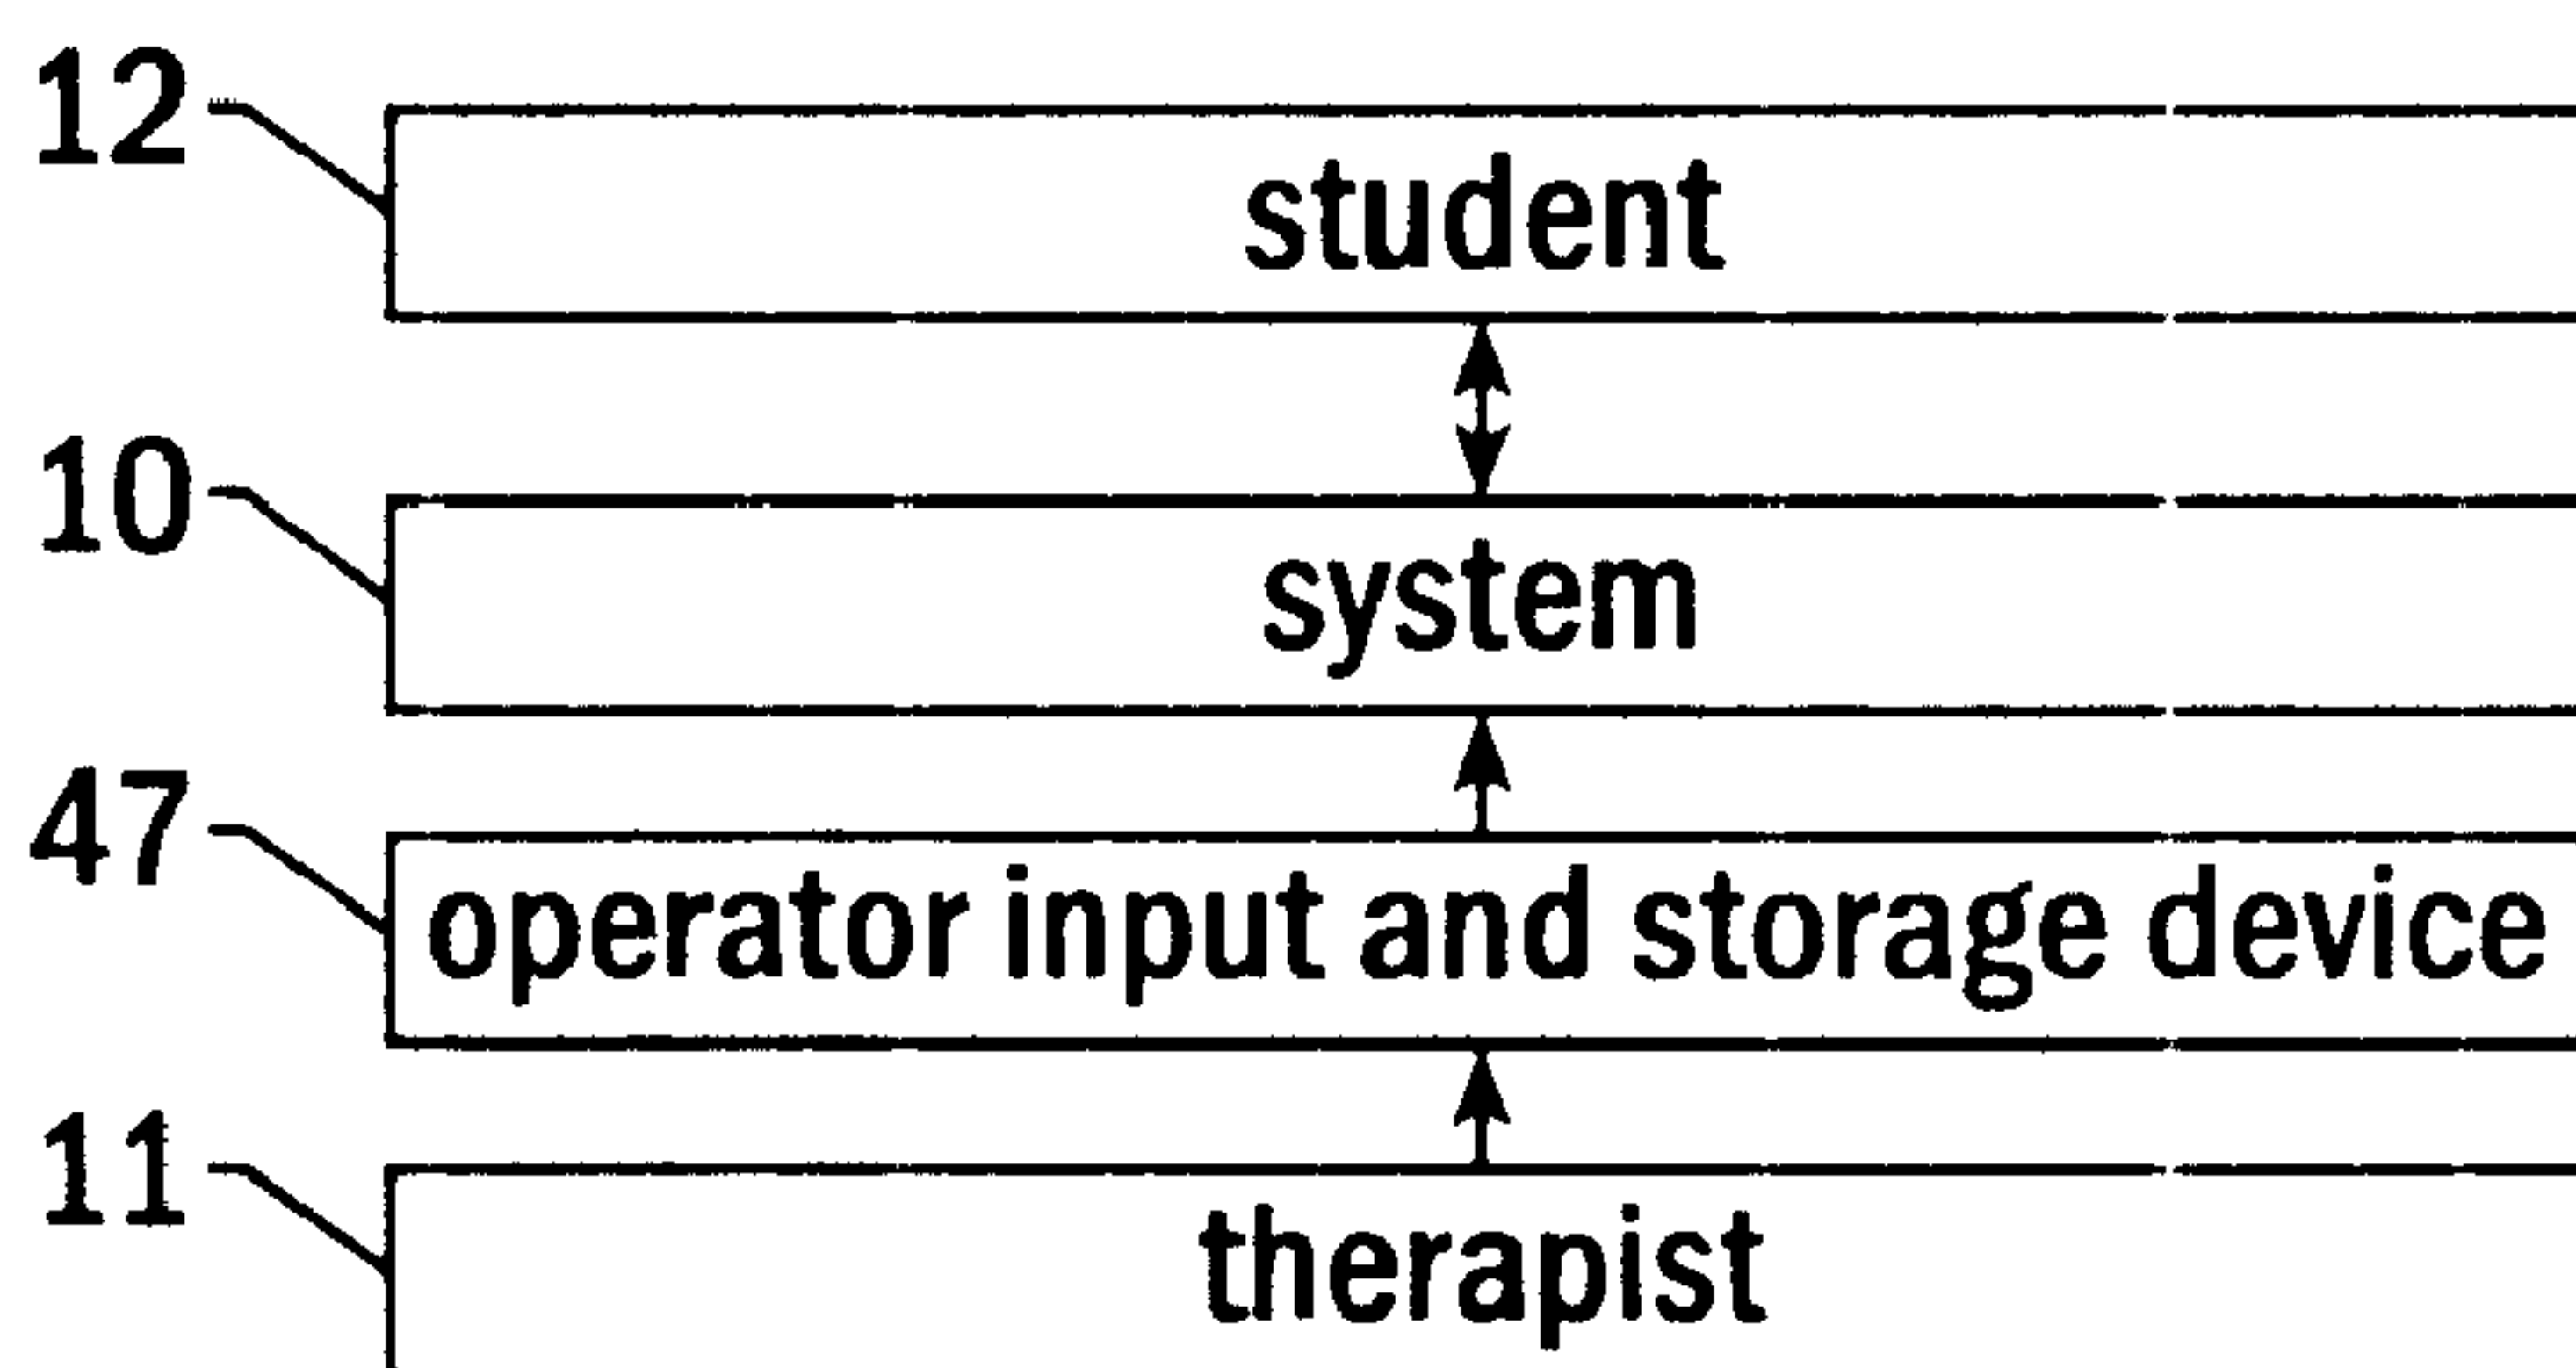 12
student
10
system
47
operator input and storage device
11
therapist